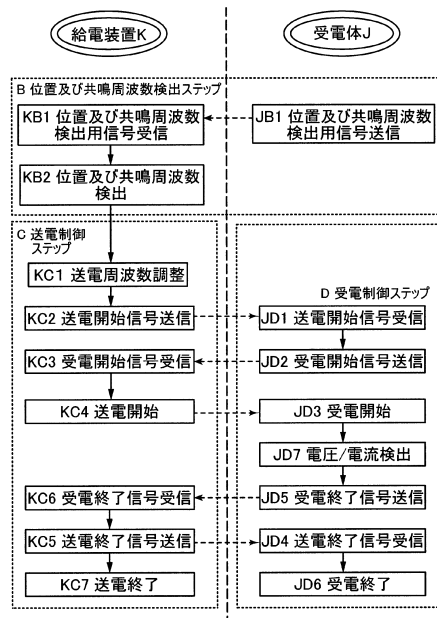 給電装置K
受電体J
B 位置及び共鳴周波数検出ステップ
KB1 位置及び共鳴周波数
検出用信号受信
JB1 位置及び共鳴周波数
検出用信号送信
KB2 位置及び共鳴周波数
検出
C 送電制御
ステップ
KC1 送電周波数調整
D 受電制御ステップ
KC2 送電開始信号送信
JD1 送電開始信号受信
KC3 受電開始信号受信
JD2 受電開始信号送信
KC4 送電開始
JD3 受電開始
JD7 電圧/電流検出
KC6 受電終了信号受信
JD5 受電終了信号送信
KC5 送電終了信号送信
JD4 送電終了信号受信
KC7 送電終了
JD6 受電終了